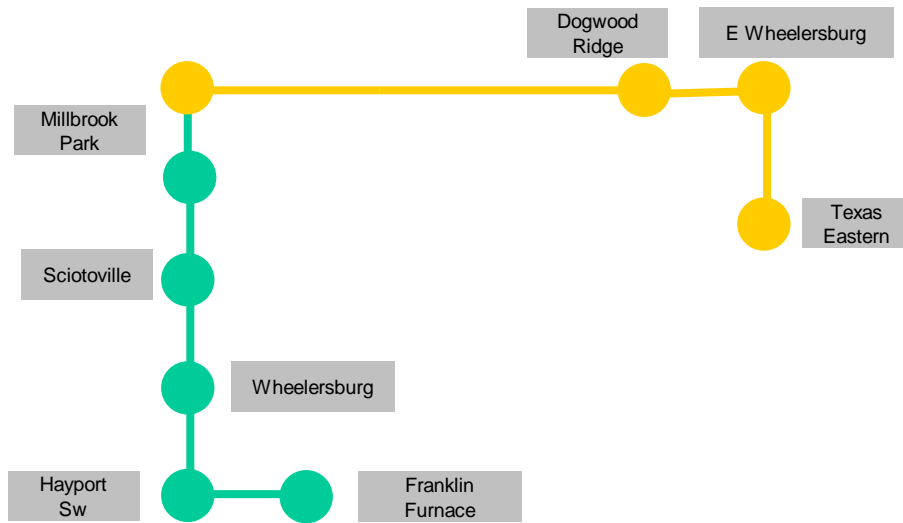 Dogwood
Ridge
E Wheelersburg
Millbrook
Park
Texas
Eastern
Sciotoville
Wheelersburg
Hayport
Sw
Franklin
Furnace